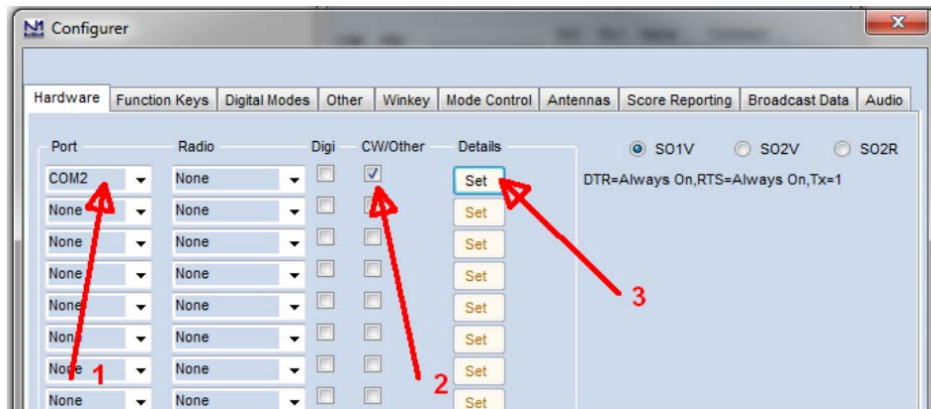 N1 Configurer
Hardware Function Keys Digital Modes Other Winkey Mode Control Antennas Score Reporting Broadcast Data Audio
Port Radio Digi CW/Other Details SO1V SO2V SO2R
COM2 None Set DTR=Always On,RTS=Always On,Tx=1
None None Set
None None Set
None None Set 3
None None Set
None None Set
None 1 None 2 Set
None None Set